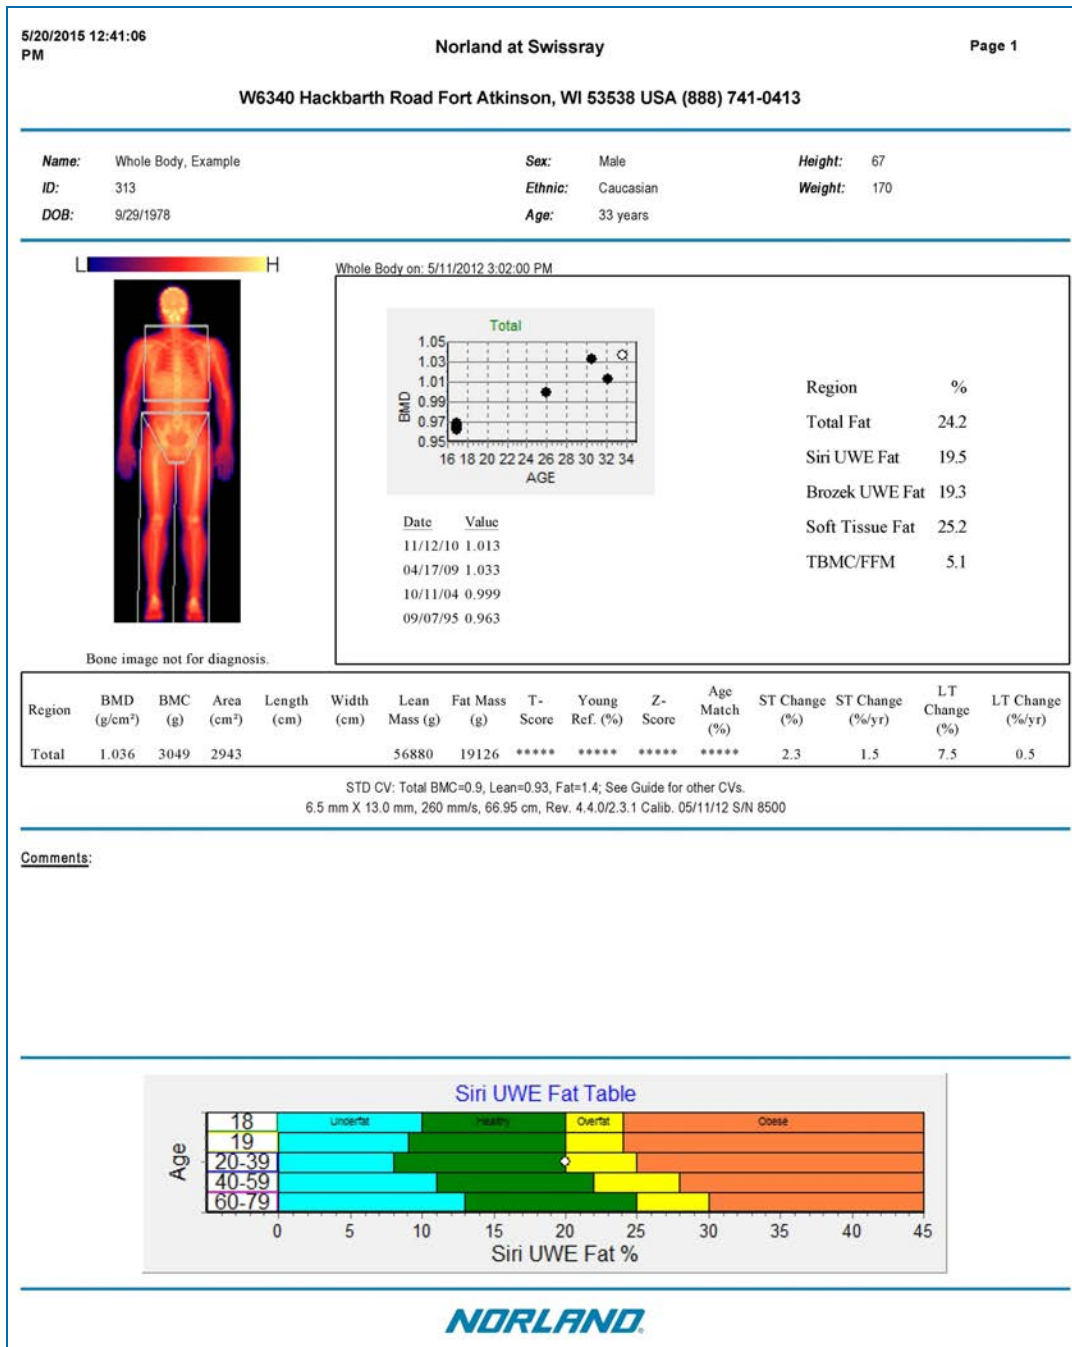 5/20/2015 12:41:06 PM
Norland at Swissray
Page 1
W6340 Hackbarth Road Fort Atkinson, WI 53538 USA (888) 741-0413
Name: Whole Body, Example Sex: Male Height: 67
ID: 313 Ethnic: Caucasian Weight: 170
DOB: 9/29/1978 Age: 33 years
L H
Whole Body on: 5/11/2012 3:02:00 PM
Total
1.05
1.03
1.01
0.99
0.97
0.95
BMD
16 18 20 22 24 26 28 30 32 34
AGE
Date Value
11/12/10 1.013
04/17/09 1.033
10/11/04 0.999
09/07/95 0.963
Region %
Total Fat 24.2
Siri UWE Fat 19.5
Brozek UWE Fat 19.3
Soft Tissue Fat 25.2
TBMC/FFM 5.1
Bone image not for diagnosis.
Region BMD (g/cm²) BMC (g) Area (cm²) Length (cm) Width (cm) Lean Mass (g) Fat Mass (g) T-Score Young Ref. (%) Z-Score Age Match (%) ST Change (%) ST Change (%/yr) LT Change (%) LT Change (%/yr)
Total 1.036 3049 2943 56880 19126 ***** ***** ***** ***** 2.3 1.5 7.5 0.5
STD CV: Total BMC=0.9, Lean=0.93, Fat=1.4; See Guide for other CVs.
6.5 mm X 13.0 mm, 260 mm/s, 66.95 cm, Rev. 4.4.0/2.3.1 Calib. 05/11/12 S/N 8500
Comments:
Siri UWE Fat Table
Age
18 Underfat Healthy Overfat Obese
19
20-39
40-59
60-79
0 5 10 15 20 25 30 35 40 45
Siri UWE Fat %
NORLAND